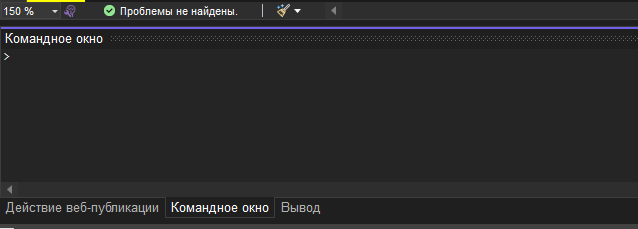 150 % Проблемы не найдены.
Командное окно
>
Действие веб-публикации Командное окно Вывод